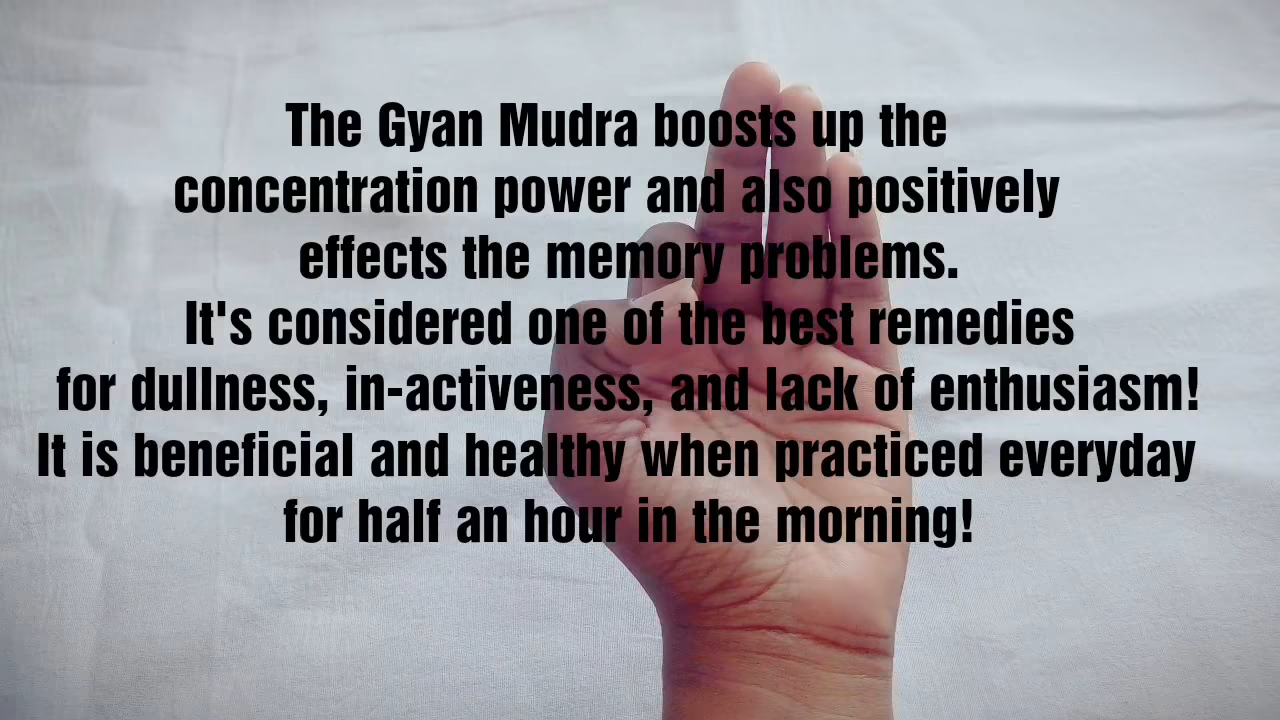 The Gyan Mudra boosts up the
concentration power and also positively
effects the memory problems.
It's considered one of the best remedies
for dullness, in-activeness, and lack of enthusiasm!
It is beneficial and healthy when practiced everyday
for half an hour in the morning!